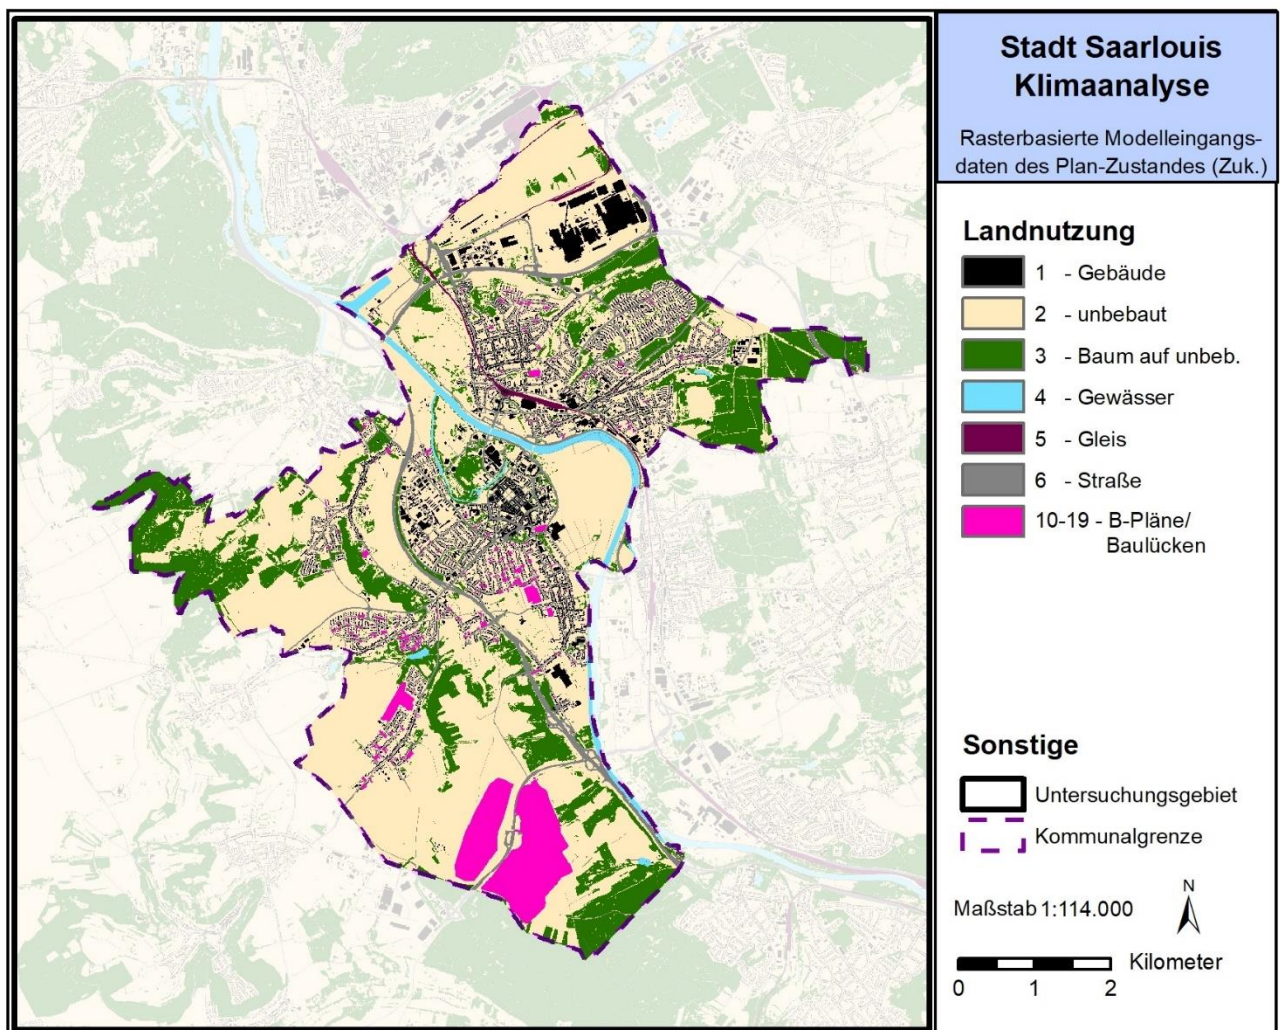 Stadt Saarlouis
Klimaanalyse
Rasterbasierte Modelleingangs-
daten des Plan-Zustandes (Zuk.)
Landnutzung
1 - Gebäude
2 - unbebaut
3 - Baum auf unbeb.
4 - Gewässer
5 - Gleis
6 - Straße
10-19 - B-Pläne/
Baulücken
Sonstige
Untersuchungsgebiet
Kommunalgrenze
N
Maßstab 1:114.000
Kilometer
0 1 2